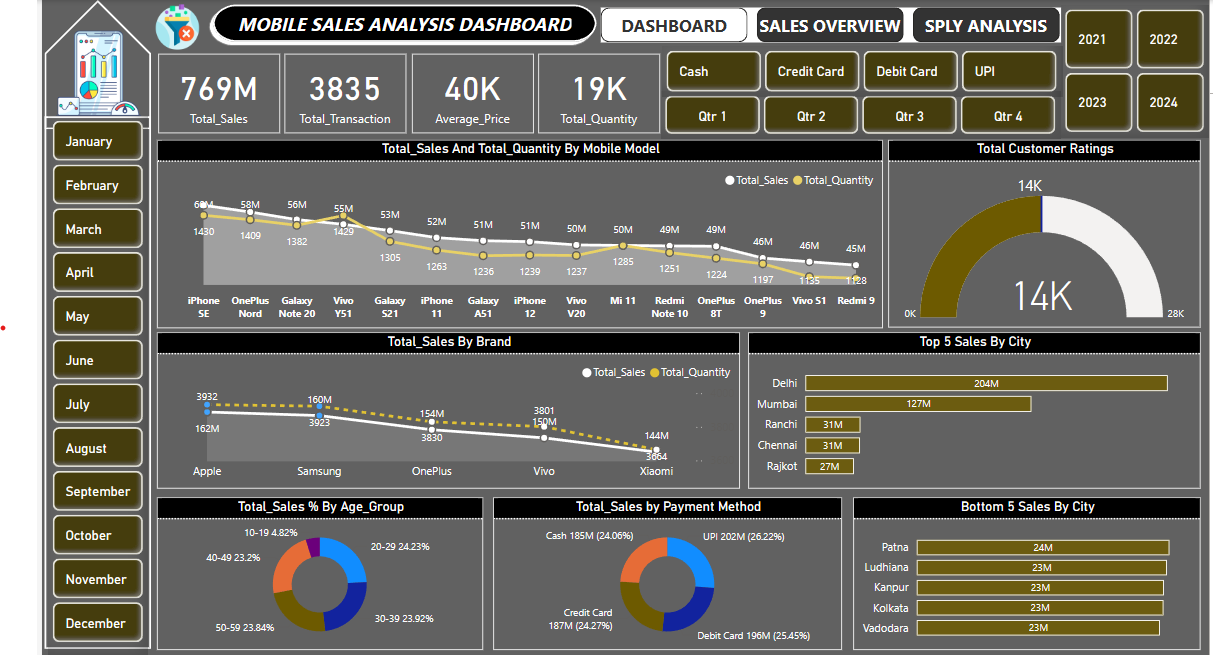 MOBILE SALES ANALYSIS DASHBOARD
DASHBOARD
SALES OVERVIEW
SPLY ANALYSIS
2021
2022
2023
2024
Cash
Credit Card
Debit Card
UPI
Qtr 1
Qtr 2
Qtr 3
Qtr 4
769M
Total_Sales
3835
Total_Transaction
40K
Average_Price
19K
Total_Quantity
January
February
March
April
May
June
July
August
September
October
November
December
Total_Sales And Total_Quantity By Mobile Model
Total_Sales Total_Quantity
60M 58M 56M 55M 53M 52M 51M 51M 50M 50M 49M 49M 46M 46M 45M
1430 1409 1382 1429 1305 1263 1236 1239 1237 1285 1251 1224 1197 1135 1128
iPhone SE
OnePlus Nord
Galaxy Note 20
Vivo Y51
Galaxy S21
iPhone 11
Galaxy A51
iPhone 12
Vivo V20
Mi 11
Redmi Note 10
OnePlus 8T
OnePlus 9
Vivo S1
Redmi 9
Total Customer Ratings
14K
14K
0K
28K
Total_Sales By Brand
Total_Sales Total_Quantity
3932 160M 154M 3801 144M
162M 3923 3830 150M 3664
Apple Samsung OnePlus Vivo Xiaomi
Top 5 Sales By City
Delhi 204M
Mumbai 127M
Ranchi 31M
Chennai 31M
Rajkot 27M
Total_Sales % By Age_Group
10-19 4.82%
20-29 24.23%
40-49 23.2%
30-39 23.92%
50-59 23.84%
Total_Sales by Payment Method
Cash 185M (24.06%)
UPI 202M (26.22%)
Credit Card
187M (24.27%)
Debit Card 196M (25.45%)
Bottom 5 Sales By City
Patna 24M
Ludhiana 23M
Kanpur 23M
Kolkata 23M
Vadodara 23M